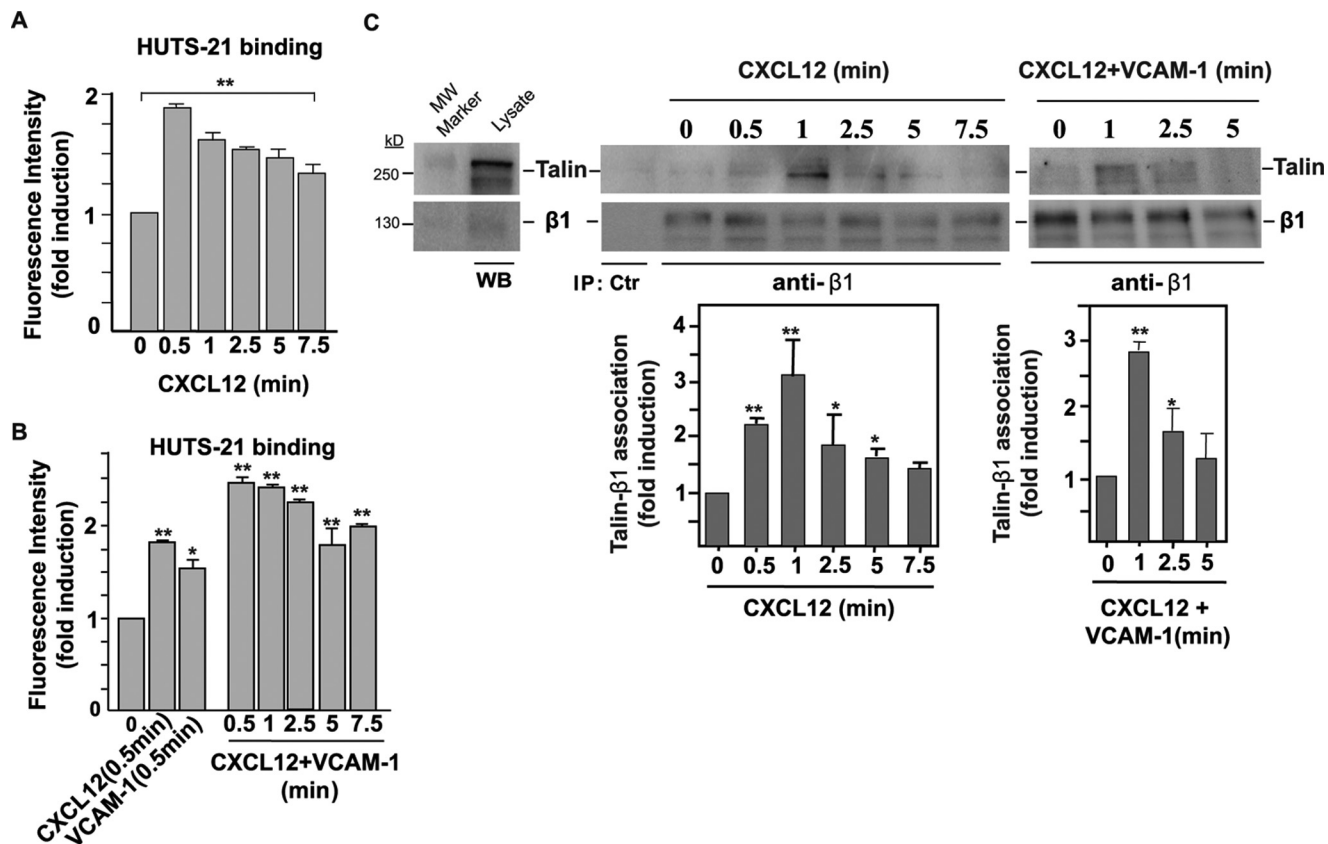 A
HUTS-21 binding
**
Fluorescence Intensity
(fold induction)
2
1
0
0 0.5 1 2.5 5 7.5
CXCL12 (min)
B
HUTS-21 binding
Fluorescence Intensity
(fold induction)
2
1
0
** * ** ** ** ** **
0
CXCL12(0.5min)
VCAM-1(0.5min)
0.5 1 2.5 5 7.5
CXCL12+VCAM-1
(min)
C
CXCL12 (min)
CXCL12+VCAM-1 (min)
MW
Marker
Lysate
0 0.5 1 2.5 5 7.5
0 1 2.5 5
kD
250
130
Talin
β1
Talin
β1
WB
IP: Ctr
anti-β1
anti-β1
Talin-β1 association
(fold induction)
4
3
2
1
** ** * *
0 0.5 1 2.5 5 7.5
CXCL12 (min)
Talin-β1 association
(fold induction)
3
2
1
** *
0 1 2.5 5
CXCL12 +
VCAM-1(min)